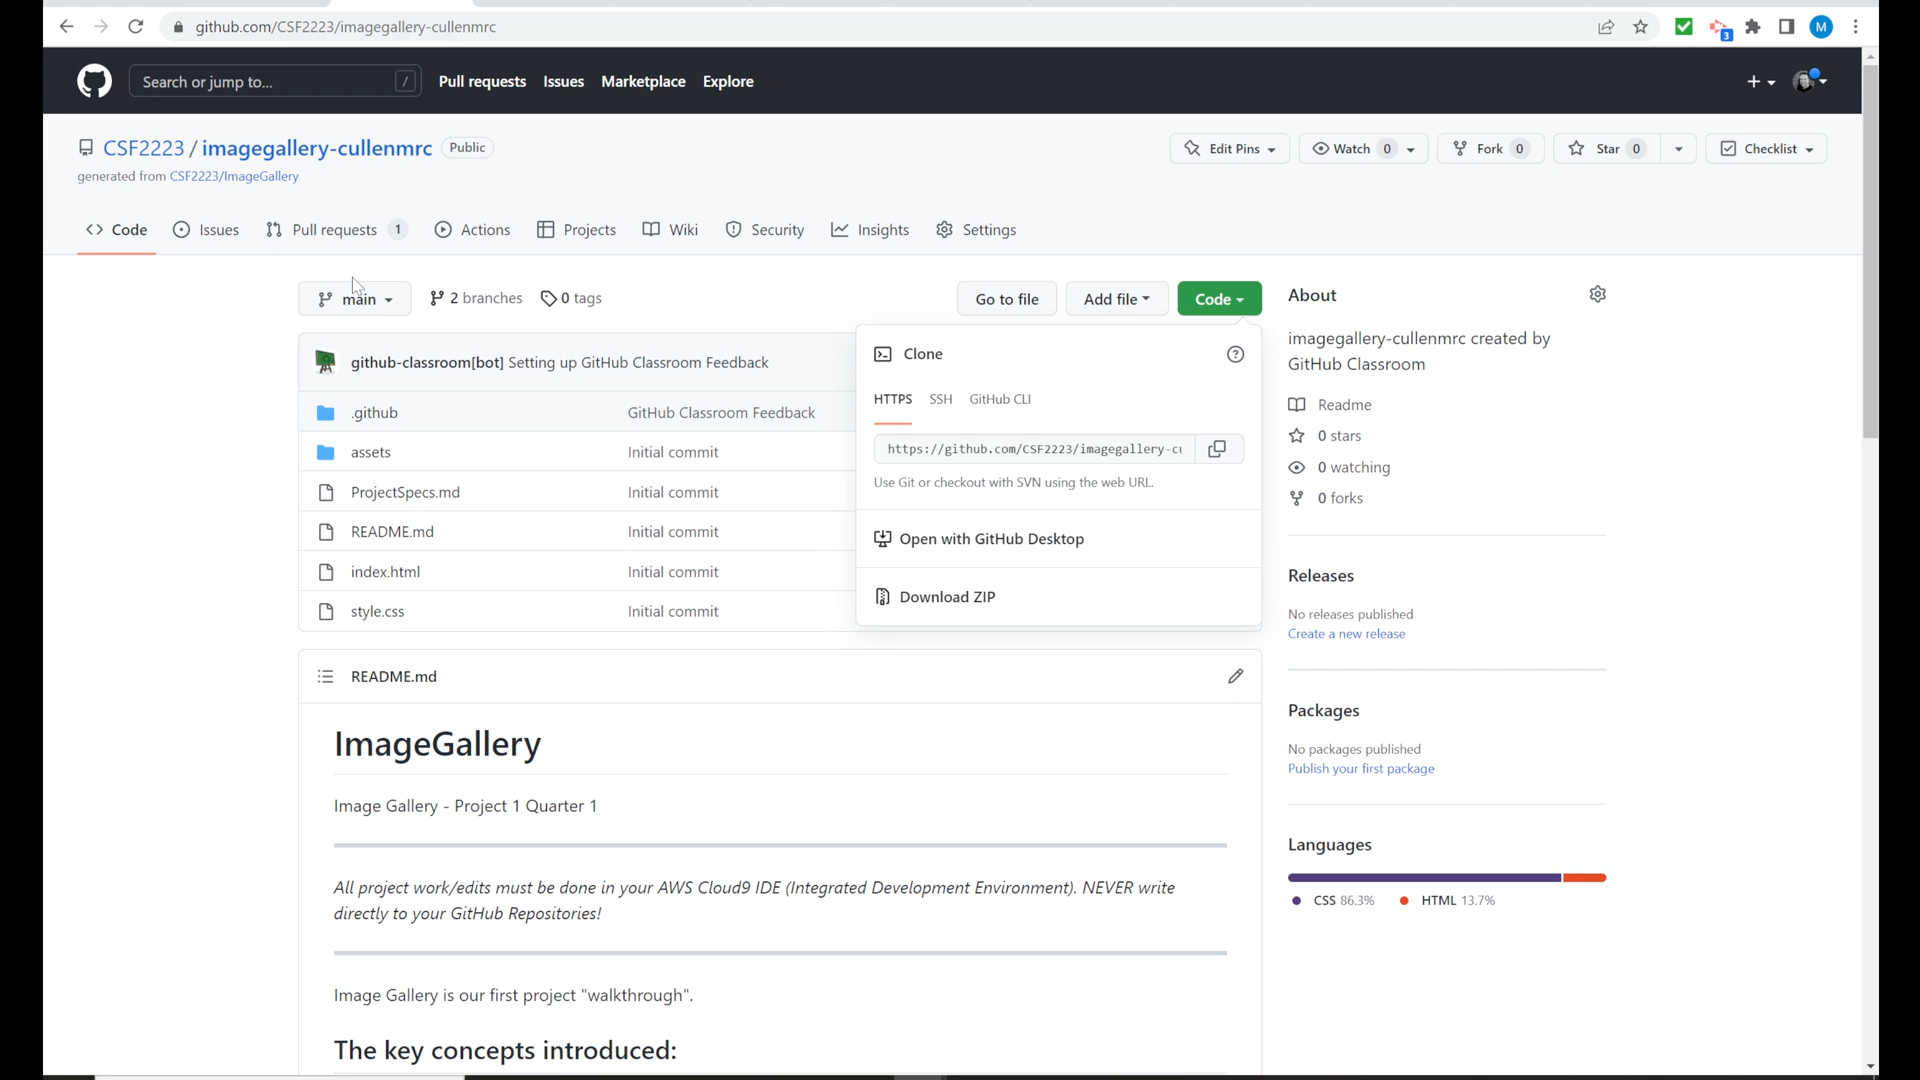 github.com/CSF2223/imagegallery-cullenmrc
3
M
Search or jump to...
/
Pull requests
Issues
Marketplace
Explore
CSF2223 / imagegallery-cullenmrc
Public
Edit Pins
Watch 0
Fork 0
Star 0
Checklist
generated from CSF2223/ImageGallery
Code
Issues
Pull requests 1
Actions
Projects
Wiki
Security
Insights
Settings
main
2 branches
0 tags
Go to file
Add file
Code
github-classroom[bot] Setting up GitHub Classroom Feedback
.github GitHub Classroom Feedback
assets Initial commit
ProjectSpecs.md Initial commit
README.md Initial commit
index.html Initial commit
style.css Initial commit
Clone
HTTPS SSH GitHub CLI
https://github.com/CSF2223/imagegallery-cu
Use Git or checkout with SVN using the web URL.
Open with GitHub Desktop
Download ZIP
README.md
ImageGallery
Image Gallery - Project 1 Quarter 1
All project work/edits must be done in your AWS Cloud9 IDE (Integrated Development Environment). NEVER write
directly to your GitHub Repositories!
Image Gallery is our first project "walkthrough".
The key concepts introduced:
About
imagegallery-cullenmrc created by
GitHub Classroom
Readme
0 stars
0 watching
0 forks
Releases
No releases published
Create a new release
Packages
No packages published
Publish your first package
Languages
CSS 86.3% HTML 13.7%